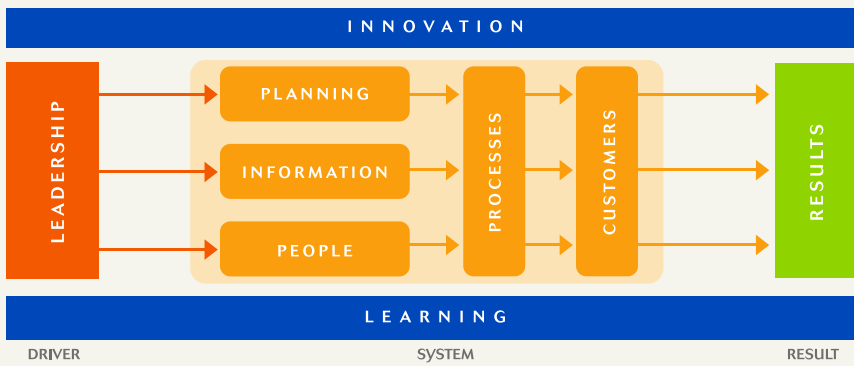 INNOVATION
LEADERSHIP
PLANNING
INFORMATION
PEOPLE
PROCESSES
CUSTOMERS
RESULTS
LEARNING
DRIVER
SYSTEM
RESULT